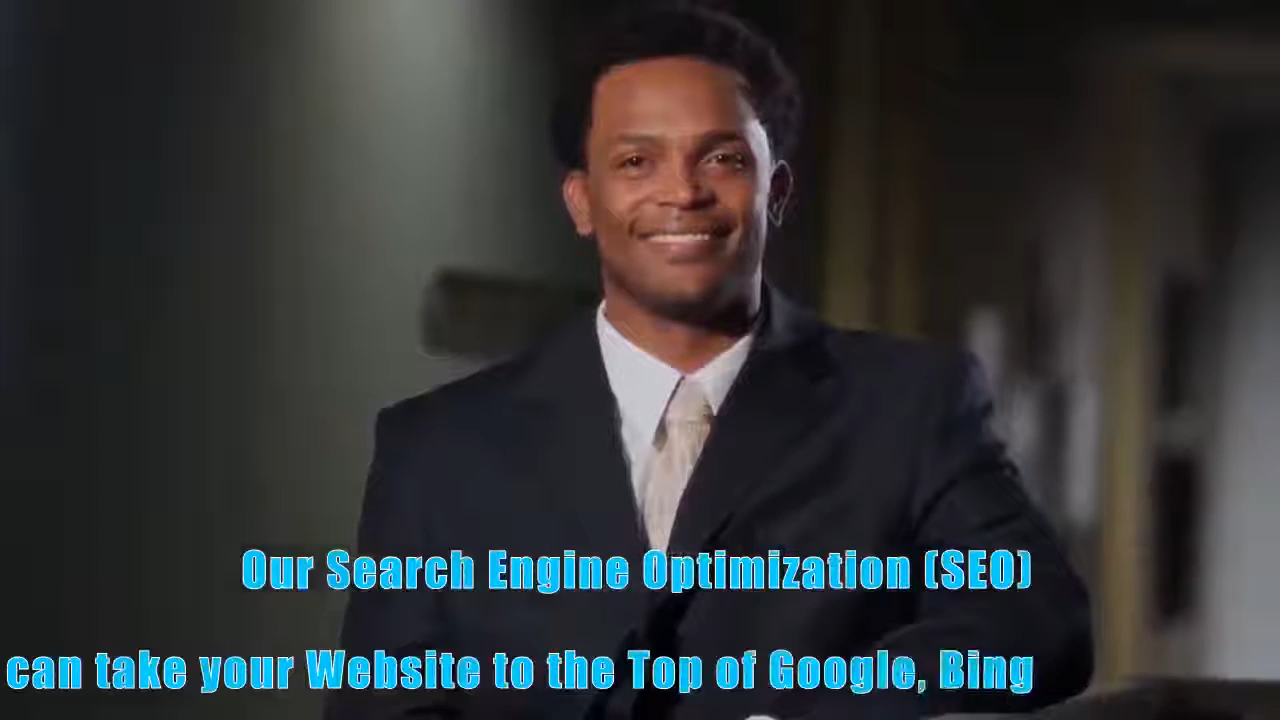 Our Search Engine Optimization (SEO)
can take your Website to the Top of Google, Bing